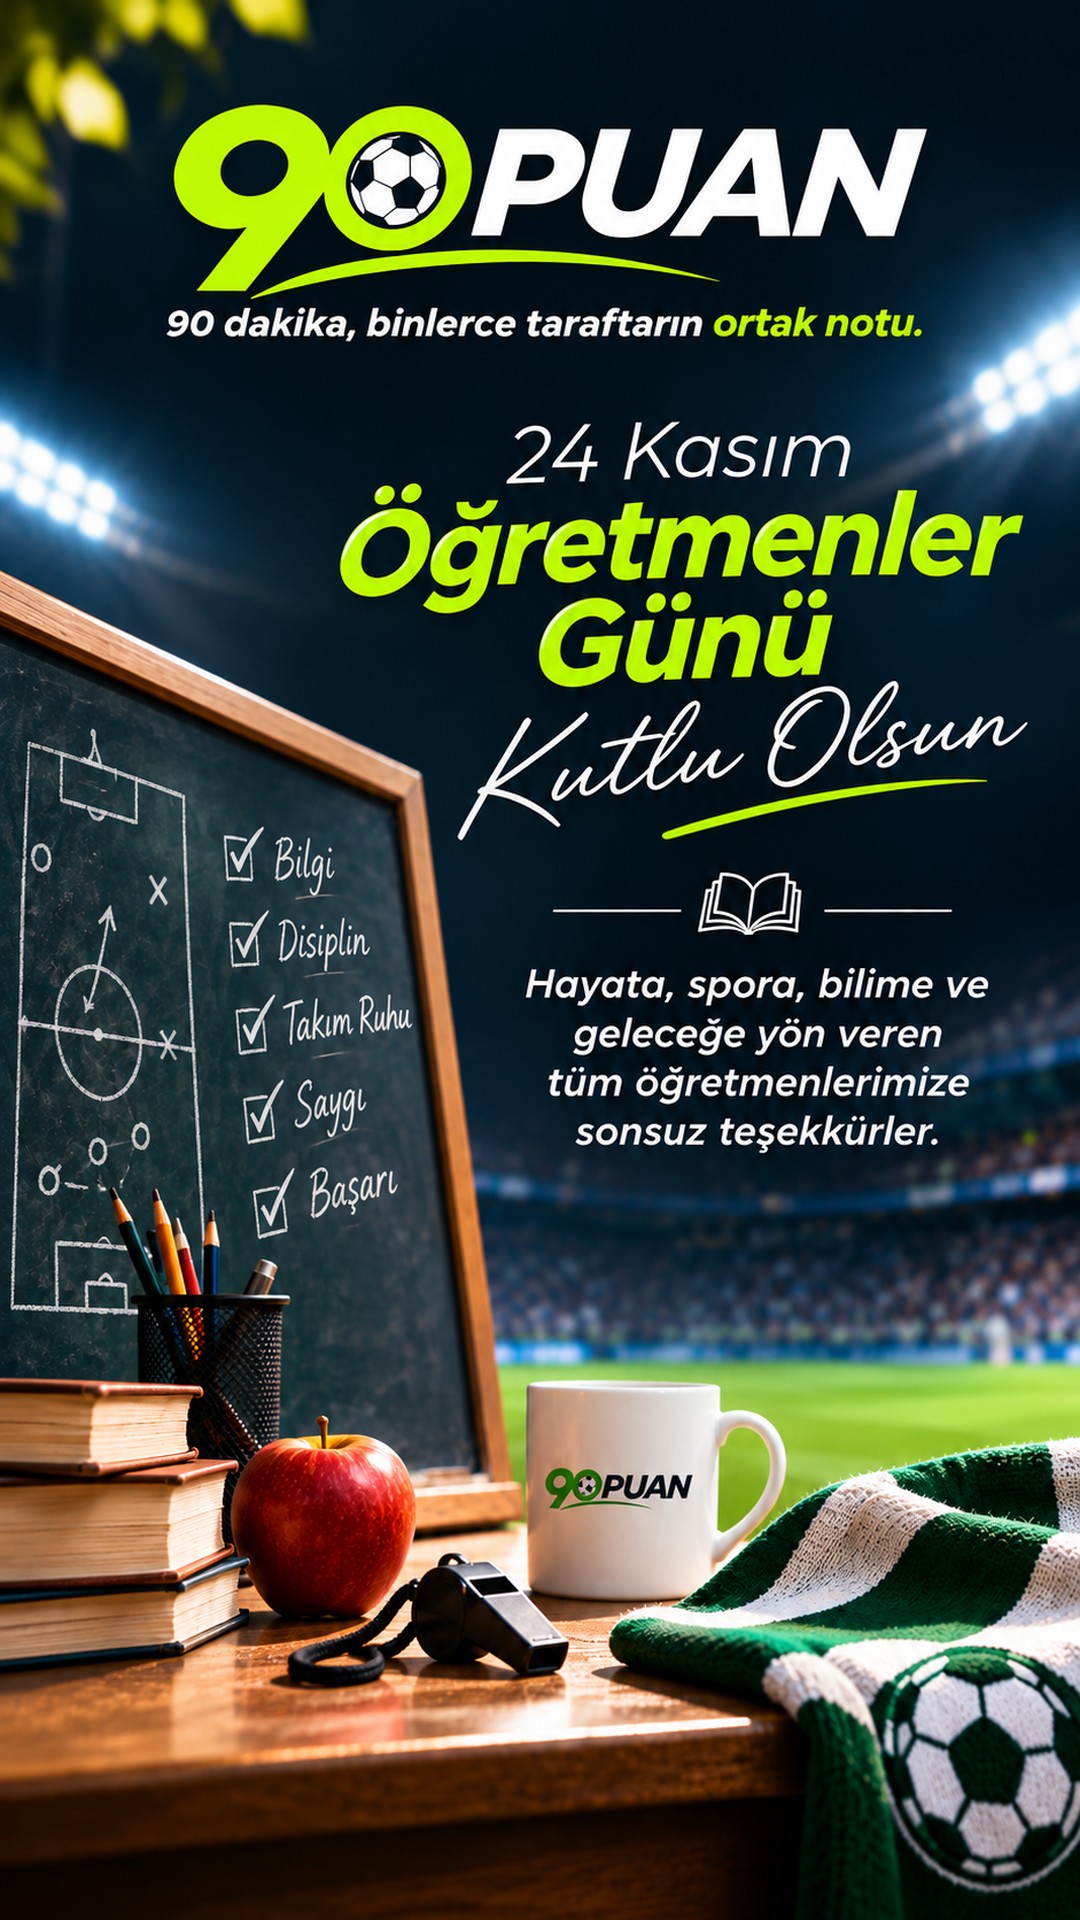 90PUAN
90 dakika, binlerce taraftarın ortak notu.
24 Kasım
Öğretmenler
Günü
Kutlu Olsun
Hayata, spora, bilime ve
geleceğe yön veren
tüm öğretmenlerimize
sonsuz teşekkürler.
Bilgi
Disiplin
Takım Ruhu
Saygı
Başarı
90PUAN